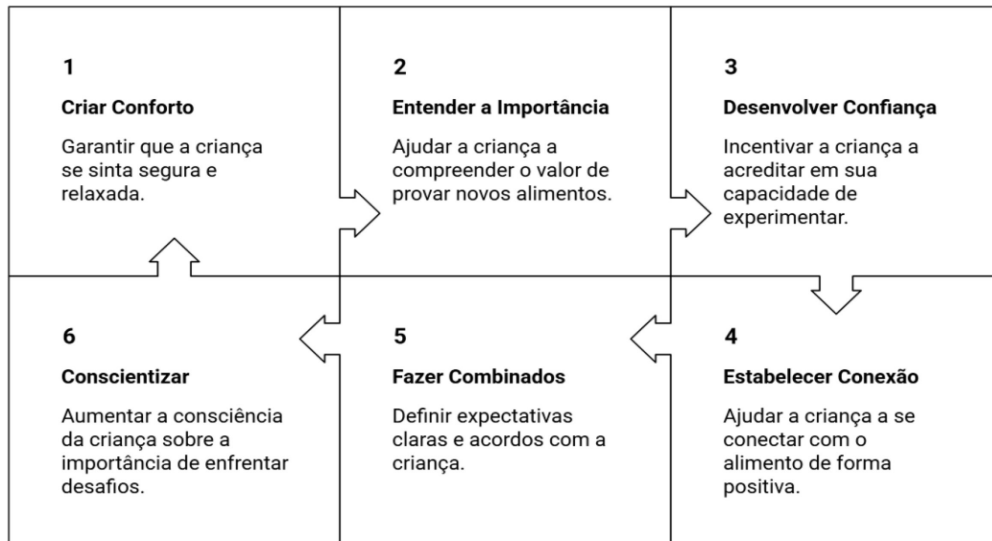 1
Criar Conforto
Garantir que a criança
se sinta segura e
relaxada.
2
Entender a Importância
Ajudar a criança a
compreender o valor de
provar novos alimentos.
3
Desenvolver Confiança
Incentivar a criança a
acreditar em sua
capacidade de
experimentar.
4
Estabelecer Conexão
Ajudar a criança a se
conectar com o
alimento de forma
positiva.
5
Fazer Combinados
Definir expectativas
claras e acordos com a
criança.
6
Conscientizar
Aumentar a consciência
da criança sobre a
importância de enfrentar
desafios.